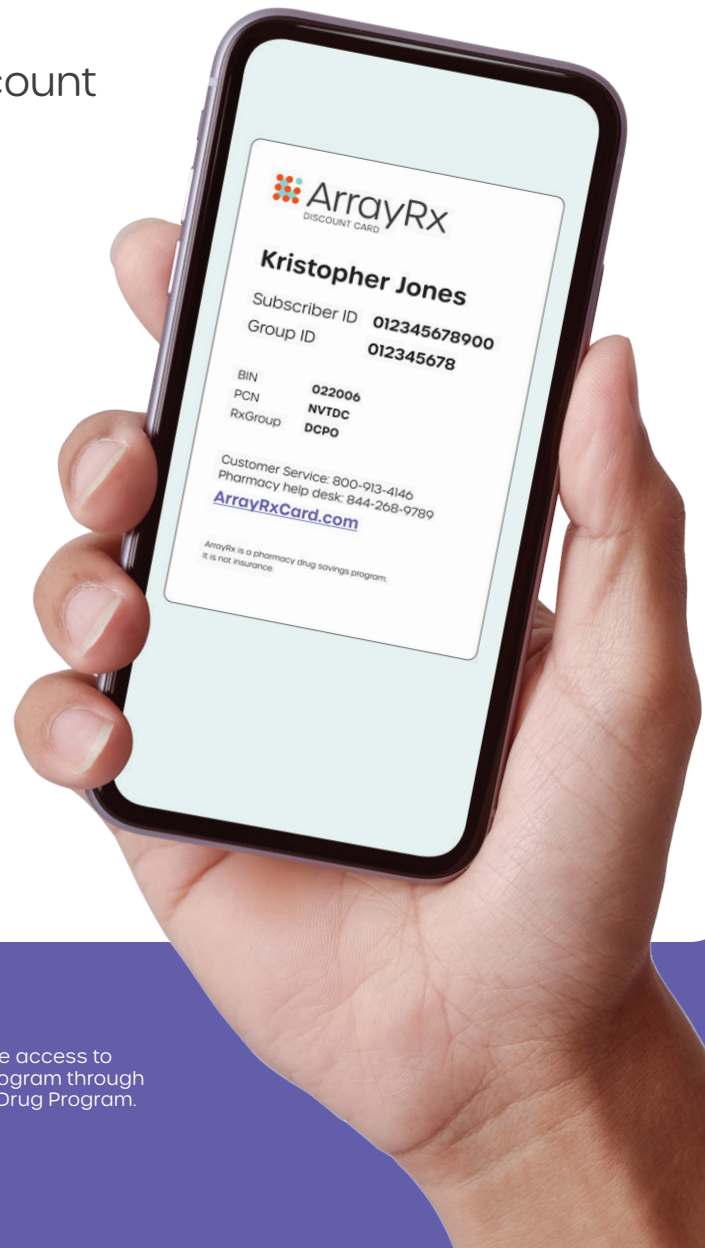 count
ArrayRx
DISCOUNT CARD
Kristopher Jones
Subscriber ID 012345678900
Group ID 012345678
BIN 022006
PCN NVTDC
RxGroup DCPO
Customer Service: 800-913-4146
Pharmacy help desk: 844-268-9789
ArrayRxCard.com
ArrayRx is a pharmacy drug savings program.
It is not insurance.
e access to
ogram through
Drug Program.